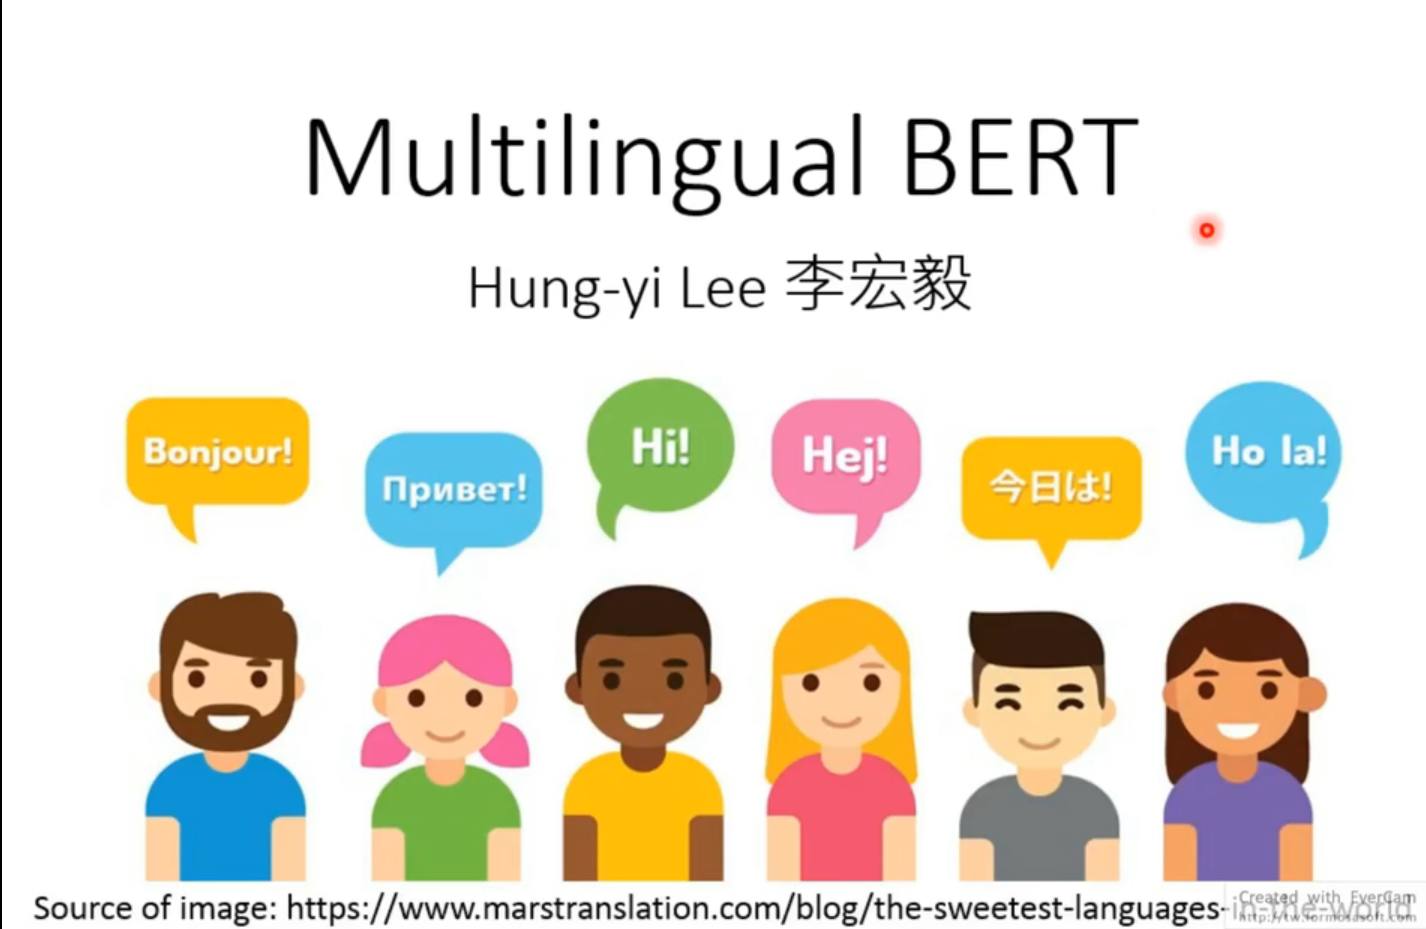 Multilingual BERT
Hung-yi Lee 李宏毅
Bonjour!
Привет!
Hi!
Hej!
今日は!
Ho la!
Source of image: https://www.marstranslation.com/blog/the-sweetest-languages-in-the-world
Created with EverCam
http://tw.formosasoft.com